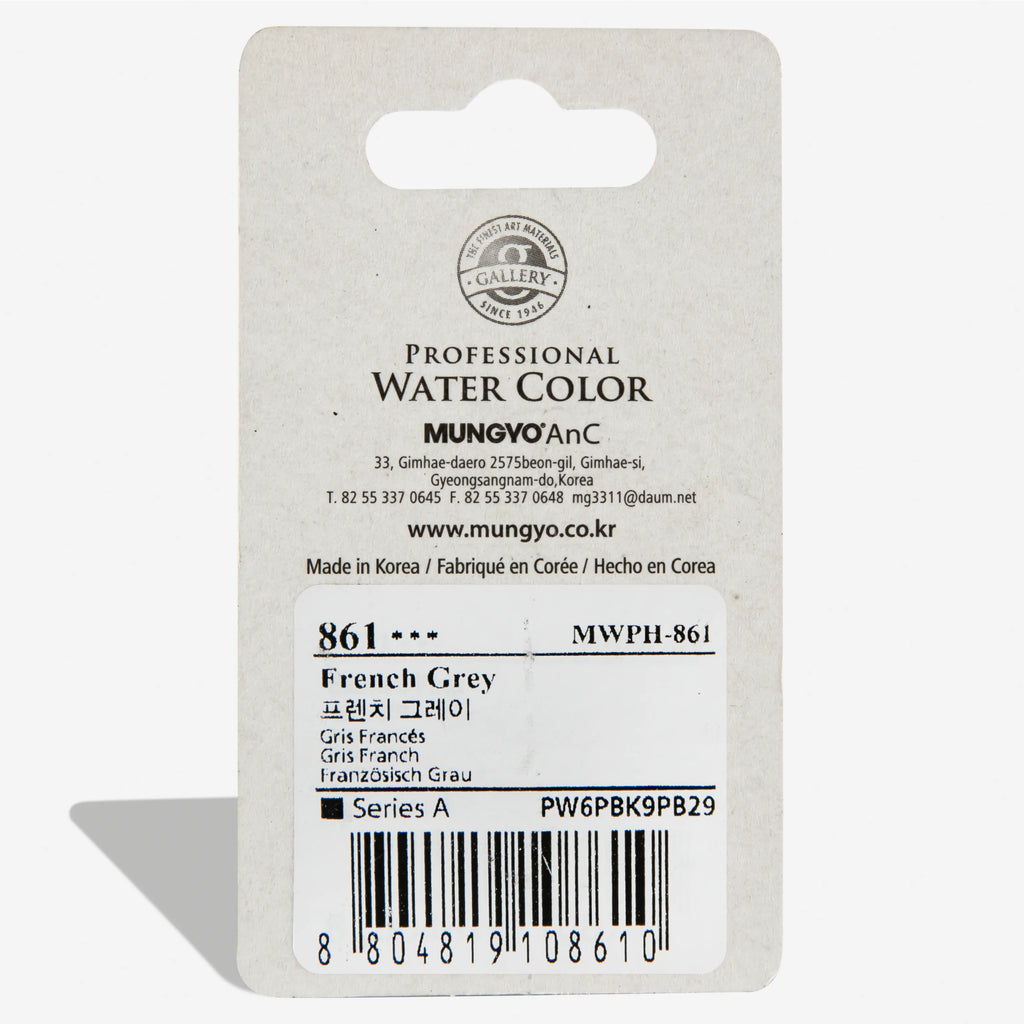 THE FINEST ART MATERIALS
g
· GALLERY ·
SINCE 1946
PROFESSIONAL
WATER COLOR
MUNGYO® AnC
33, Gimhae-daero 2575beon-gil, Gimhae-si,
Gyeongsangnam-do,Korea
T. 82 55 337 0645 F. 82 55 337 0648 mg3311@daum.net
www.mungyo.co.kr
Made in Korea / Fabriqué en Corée / Hecho en Corea
861 *** MWPH-861
French Grey
프렌치 그레이
Gris Francés
Gris Franch
Französisch Grau
■ Series A PW6PBK9PB29
8 804819 108610